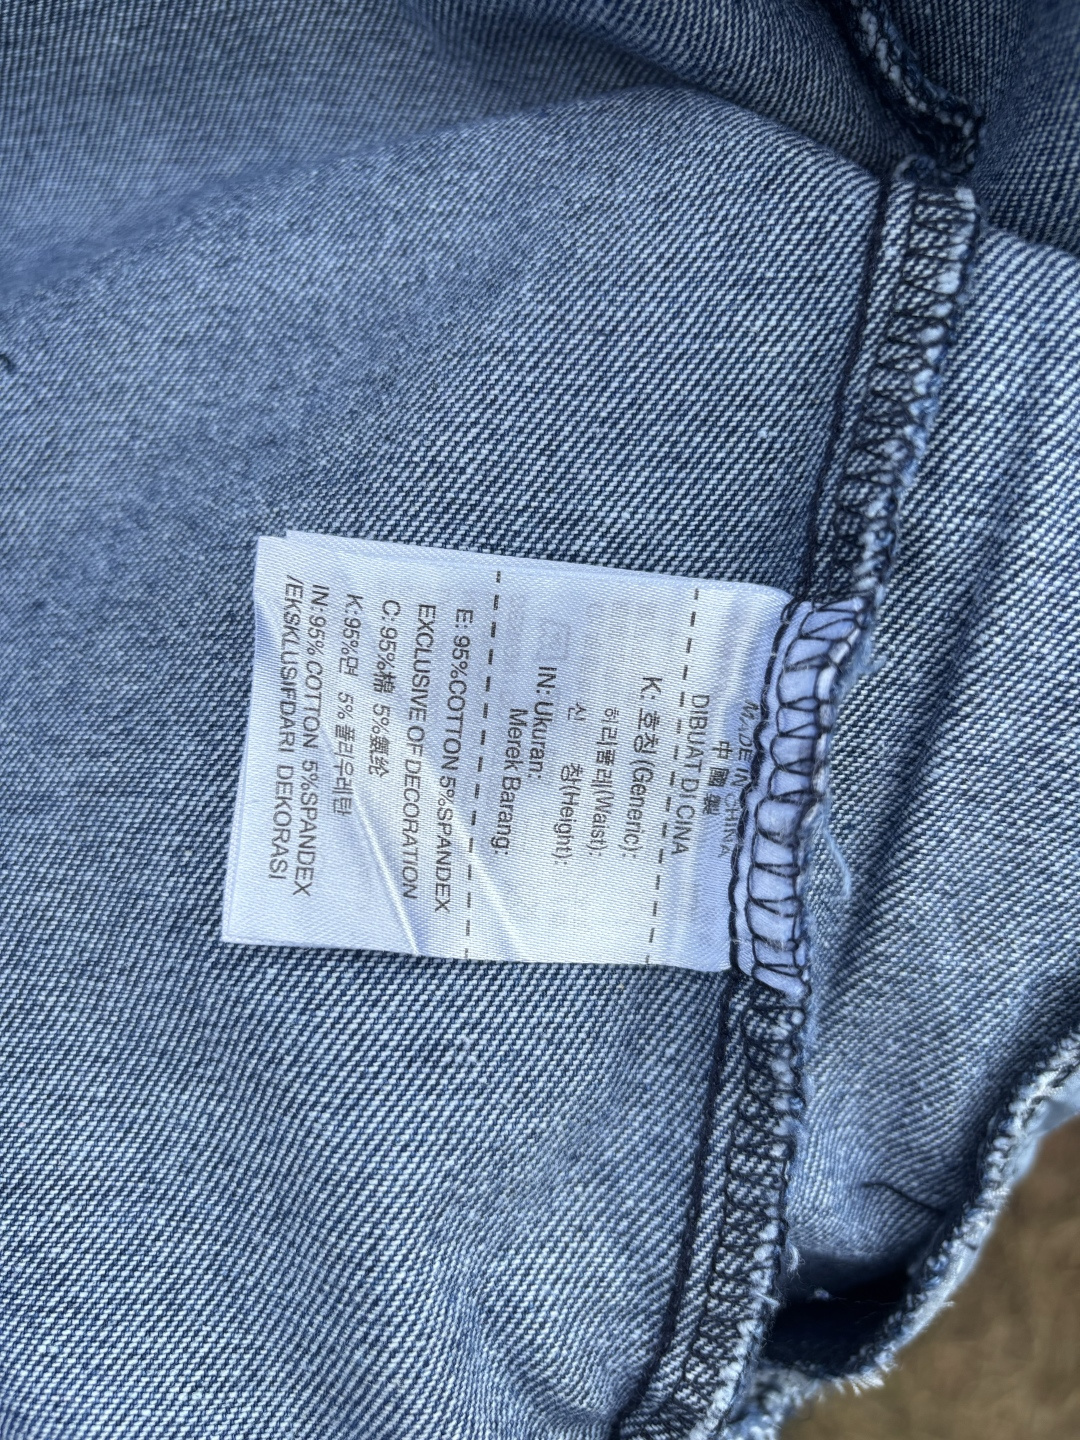 MADE IN CHINA
中國製
DIBUAT DI CINA
K: 호칭(Generic):
허리둘레(Waist):
신 장(Height):
IN: Ukuran:
Merek Barang:
E: 95%COTTON 5%SPANDEX
EXCLUSIVE OF DECORATION
C: 95%棉 5%氨纶
K:95%면 5%폴리우레탄
IN:95% COTTON 5%SPANDEX
/EKSKLUSIFDARI DEKORASI